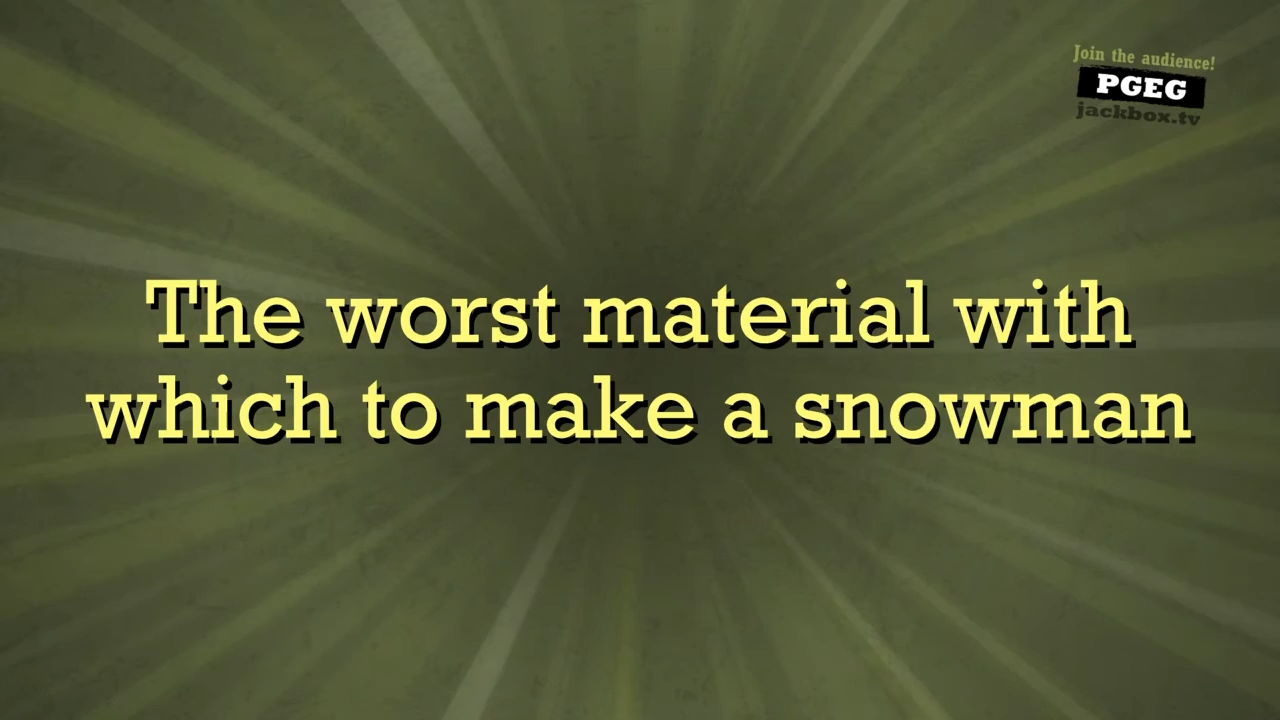 Join the audience!
PGEG
jackbox.tv
The worst material with
which to make a snowman